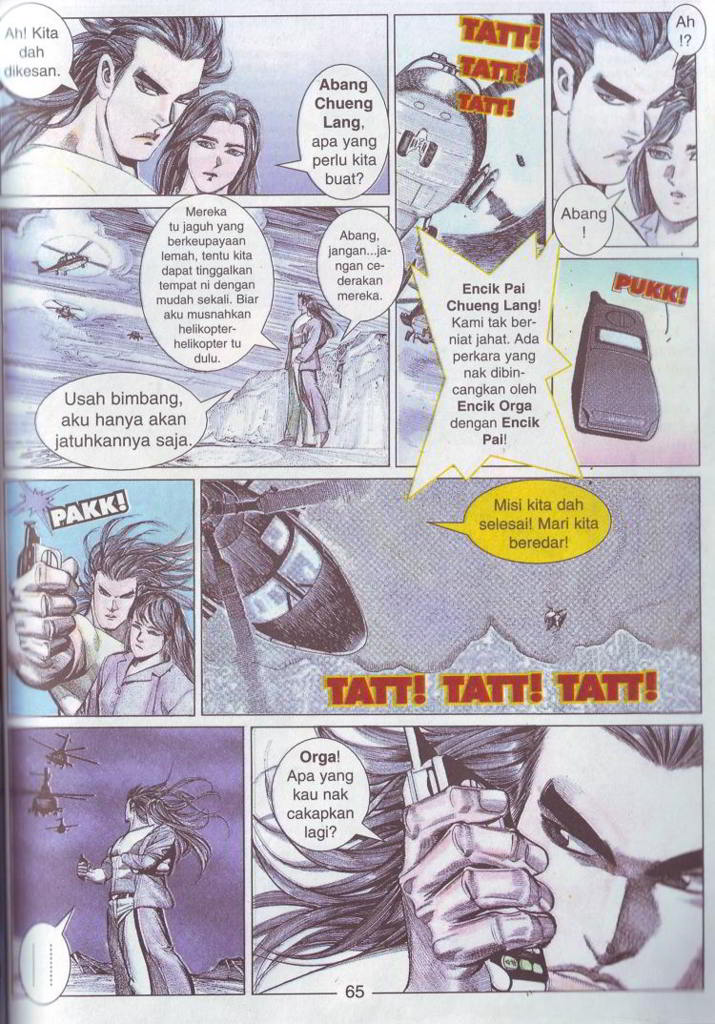 Ah! Kita
dah
dikesan.
Abang
Chueng
Lang,
apa yang
perlu kita
buat?
TATT!
TATT!
TATT!
Ah
!?
Abang
!
Mereka
tu jaguh yang
berkeupayaan
lemah, tentu kita
dapat tinggalkan
tempat ni dengan
mudah sekali. Biar
aku musnahkan
helikopter-
helikopter tu
dulu.
Abang,
jangan...ja-
ngan ce-
derakan
mereka.
Usah bimbang,
aku hanya akan
jatuhkannya saja.
Encik Pai
Chueng Lang!
Kami tak ber-
niat jahat. Ada
perkara yang
nak dibin-
cangkan oleh
Encik Orga
dengan Encik
Pai!
PUKK!
PAKK!
Misi kita dah
selesai! Mari kita
beredar!
TATT! TATT! TATT!
..........
Orga!
Apa yang
kau nak
cakapkan
lagi?
65